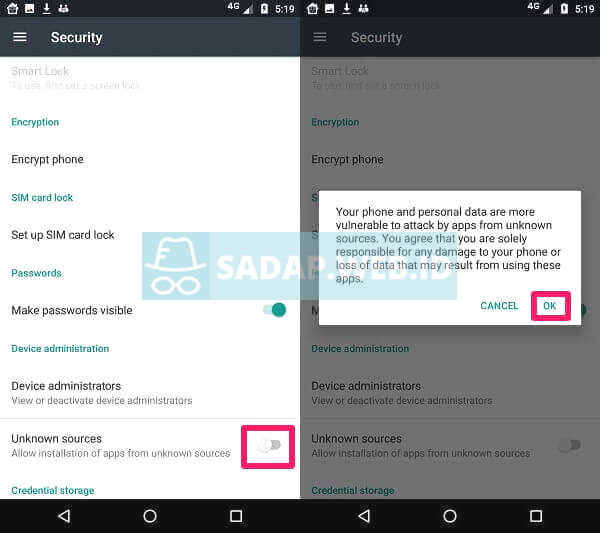 4G 5:19
Security
Smart Lock
To use, first set a screen lock
Encryption
Encrypt phone
SIM card lock
Set up SIM card lock
Passwords
Make passwords visible
Device administration
Device administrators
View or deactivate device administrators
Unknown sources
Allow installation of apps from unknown sources
Credential storage
4G 5:19
Security
Smart Lock
To use, first set a screen lock
Encryption
Encrypt phone
Your phone and personal data are more
vulnerable to attack by apps from unknown
sources. You agree that you are solely
responsible for any damage to your phone or
loss of data that may result from using these
apps.
CANCEL OK
M
Device administration
Device administrators
View or deactivate device administrators
Unknown sources
Allow installation of apps from unknown sources
Credential storage
SADAP.WEB.ID